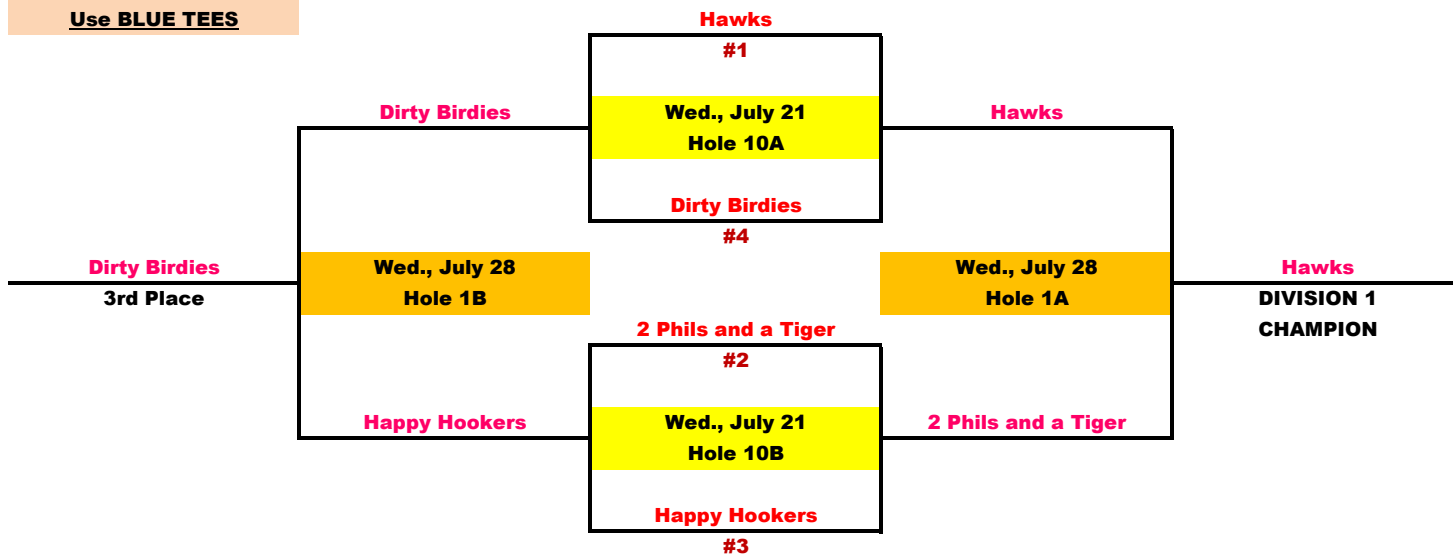 Use BLUE TEES
Hawks
#1
Dirty Birdies
Wed., July 21
Hole 10A
Hawks
Dirty Birdies
#4
Dirty Birdies
3rd Place
Wed., July 28
Hole 1B
Wed., July 28
Hole 1A
Hawks
DIVISION 1
CHAMPION
2 Phils and a Tiger
#2
Happy Hookers
Wed., July 21
Hole 10B
2 Phils and a Tiger
Happy Hookers
#3